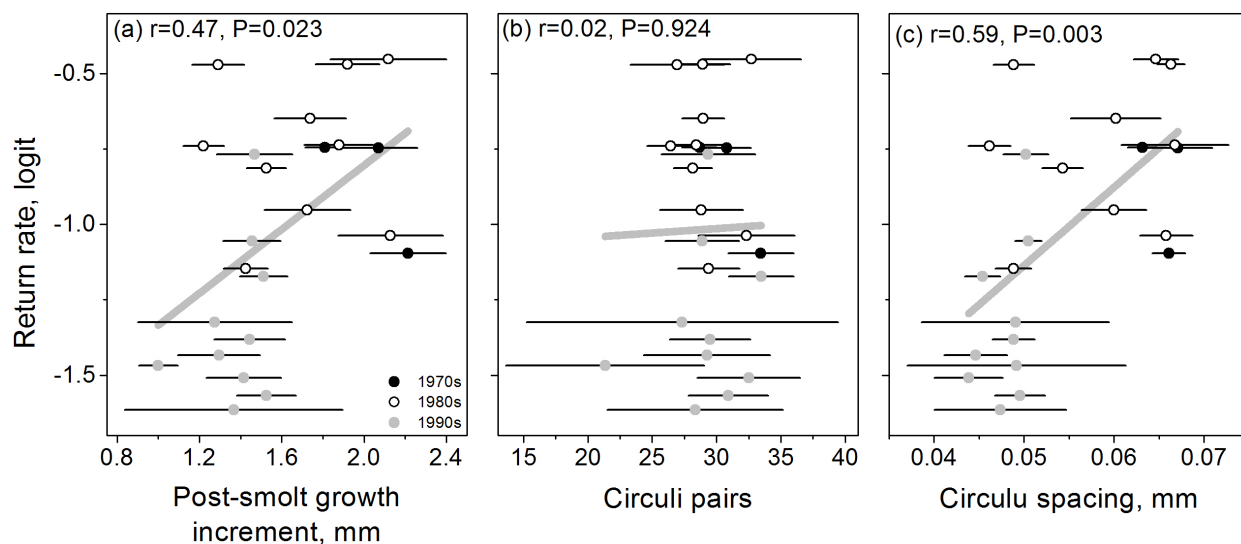 (a) r=0.47, P=0.023
(b) r=0.02, P=0.924
(c) r=0.59, P=0.003
Return rate, logit
-0.5
-1.0
-1.5
1970s
1980s
1990s
0.8 1.2 1.6 2.0 2.4
15 20 25 30 35 40
0.04 0.05 0.06 0.07
Post-smolt growth
increment, mm
Circuli pairs
Circulu spacing, mm